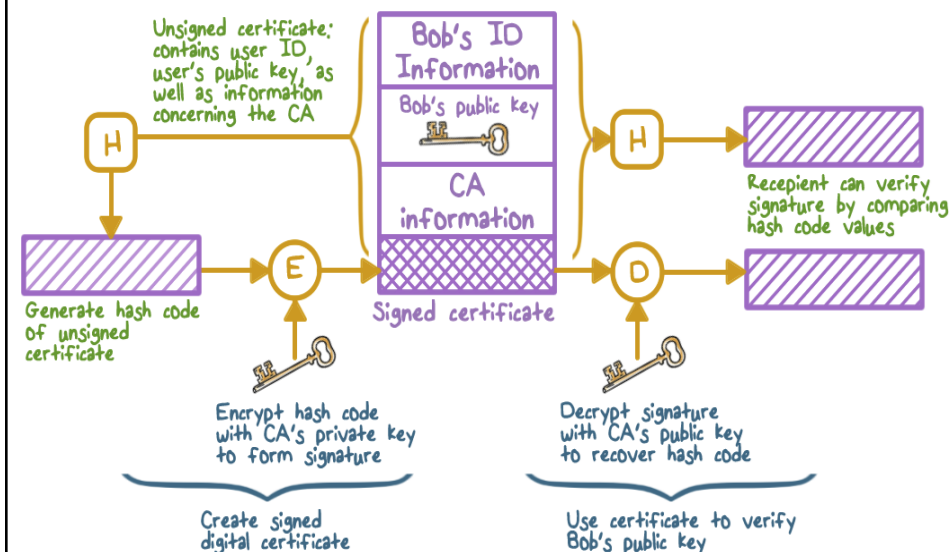 Unsigned certificate:
contains user ID,
user's public key, as
well as information
concerning the CA
Bob's ID
Information
Bob's public key
CA
information
Signed certificate
H
Generate hash code
of unsigned
certificate
E
Encrypt hash code
with CA's private key
to form signature
Create signed
digital certificate
H
Recepient can verify
signature by comparing
hash code values
D
Decrypt signature
with CA's public key
to recover hash code
Use certificate to verify
Bob's public key